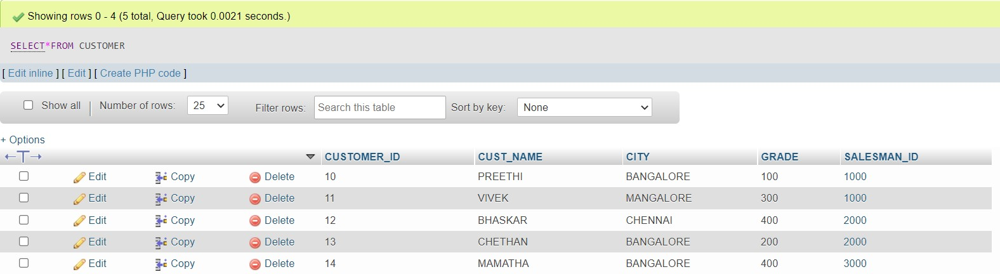 Showing rows 0 - 4 (5 total, Query took 0.0021 seconds.)
SELECT*FROM CUSTOMER
[ Edit inline ] [ Edit ] [ Create PHP code ]
Show all | Number of rows: 25 Filter rows: Search this table Sort by key: None
+ Options
←T→ CUSTOMER_ID CUST_NAME CITY GRADE SALESMAN_ID
Edit Copy Delete 10 PREETHI BANGALORE 100 1000
Edit Copy Delete 11 VIVEK MANGALORE 300 1000
Edit Copy Delete 12 BHASKAR CHENNAI 400 2000
Edit Copy Delete 13 CHETHAN BANGALORE 200 2000
Edit Copy Delete 14 MAMATHA BANGALORE 400 3000